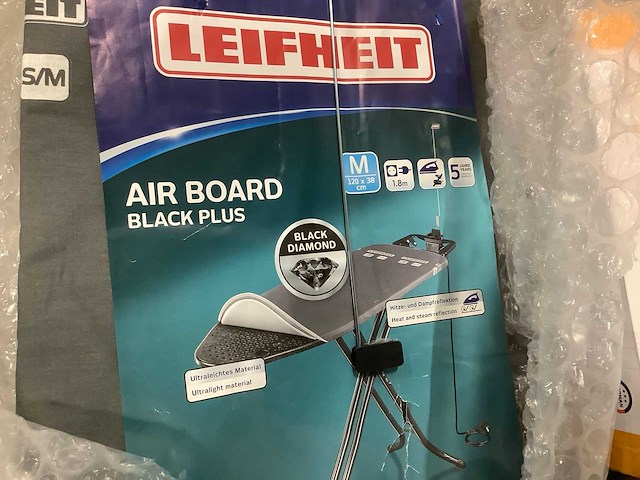 EIT
S/M
LEIFHEIT
M
120 x 38
cm
1.8m
5
AIR BOARD
BLACK PLUS
BLACK
DIAMOND
Hitze- und Dampfreflektion
Heat and steam reflection
Ultraleichtes Material
Ultralight material